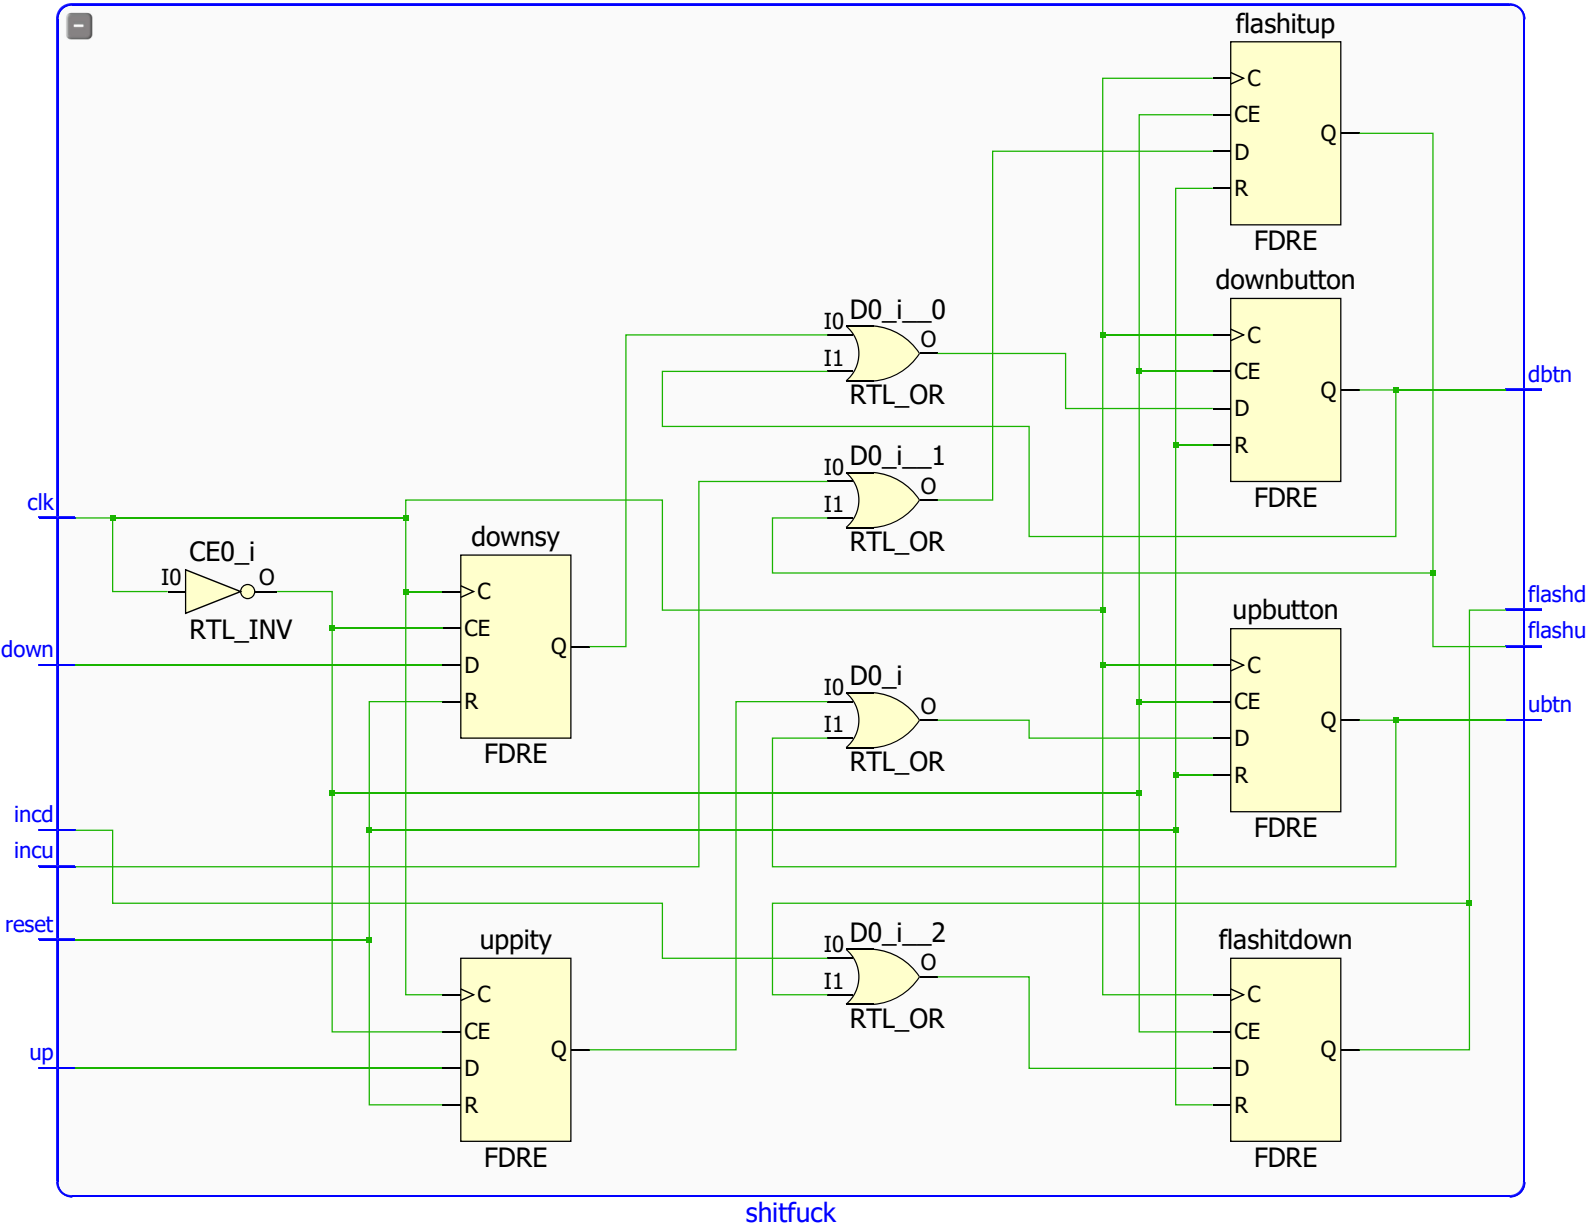 flashitup
C
CE
D
R
Q
FDRE
downbutton
C
CE
D
R
Q
FDRE
D0_i__0
I0
I1
O
RTL_OR
D0_i__1
I0
I1
O
RTL_OR
clk
CE0_i
I0
O
RTL_INV
downsy
C
CE
D
R
Q
FDRE
down
dbtn
flashd
flashu
ubtn
upbutton
C
CE
D
R
Q
FDRE
D0_i
I0
I1
O
RTL_OR
incd
incu
reset
up
uppity
C
CE
D
R
Q
FDRE
D0_i__2
I0
I1
O
RTL_OR
flashitdown
C
CE
D
R
Q
FDRE
shitfuck